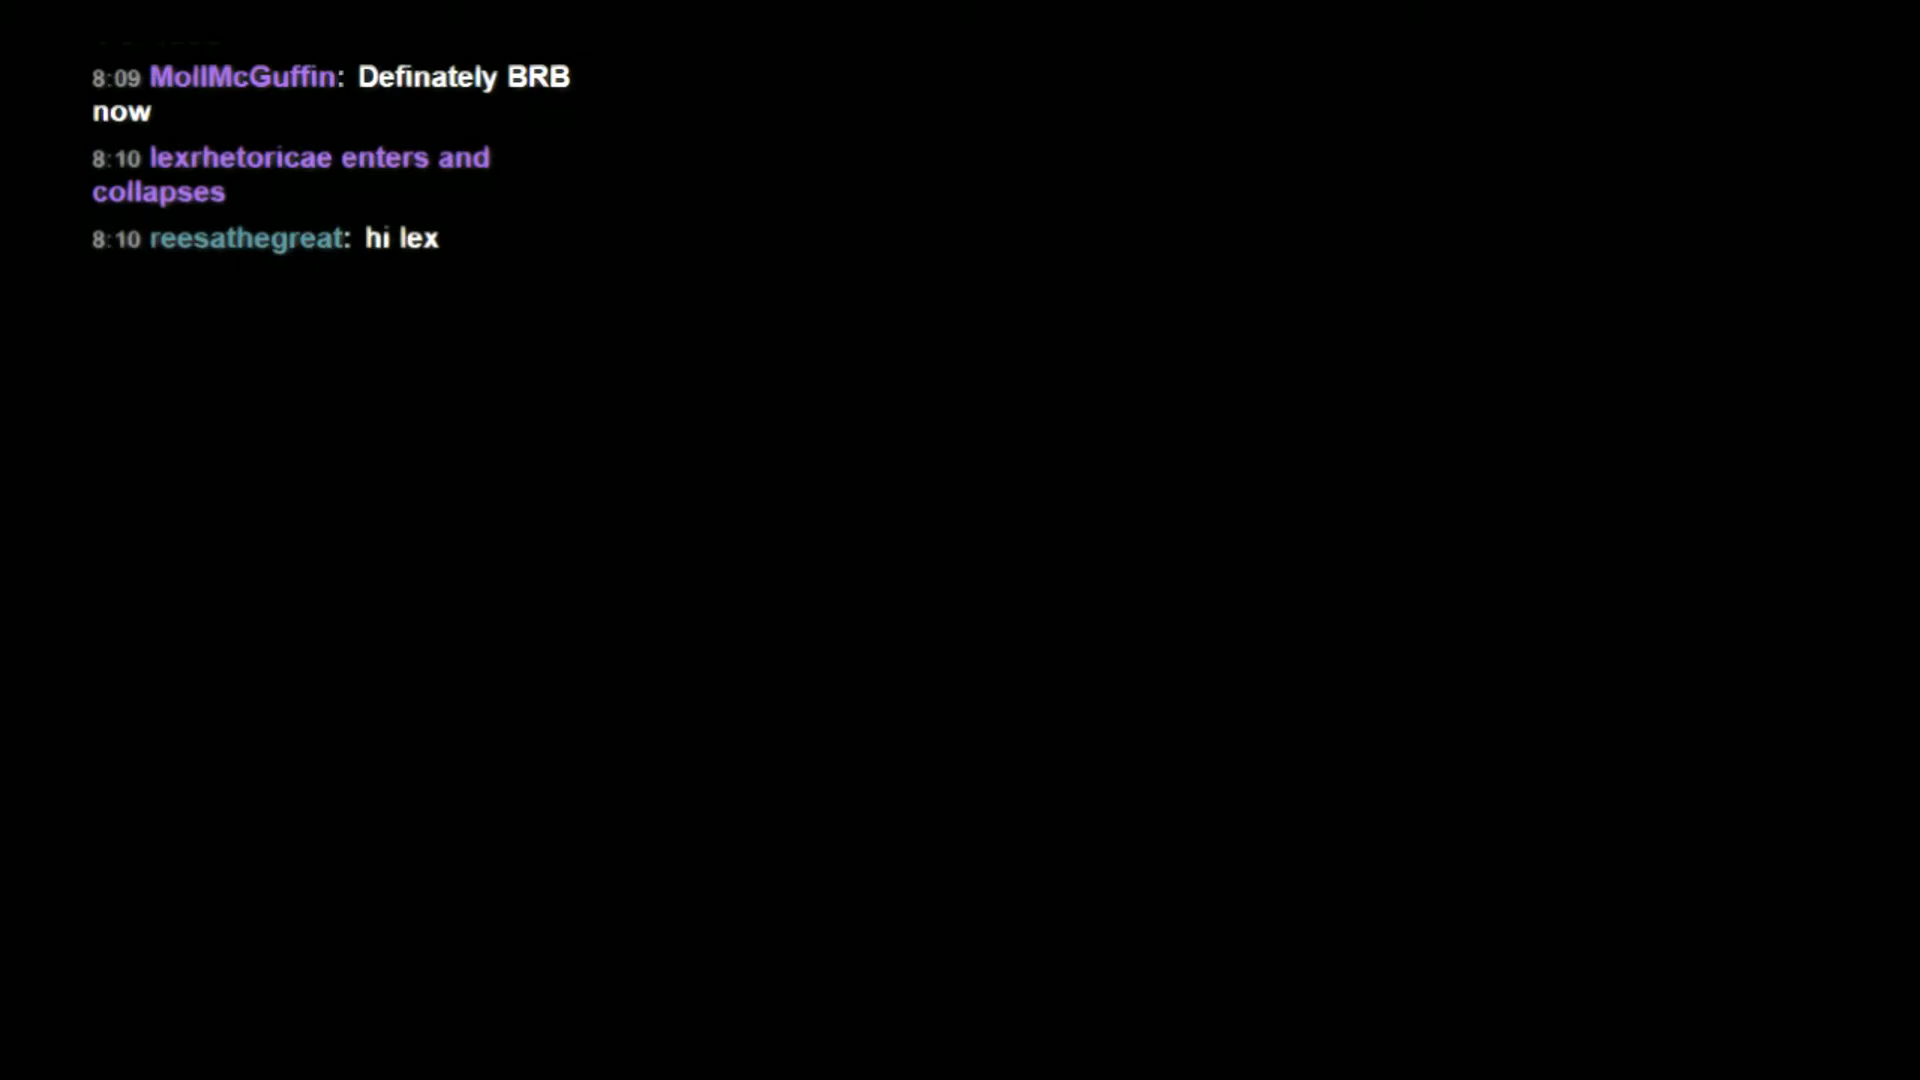 8:09 MollMcGuffin: Definately BRB
now
8:10 lexrhetoricae enters and
collapses
8:10 reesathegreat: hi lex